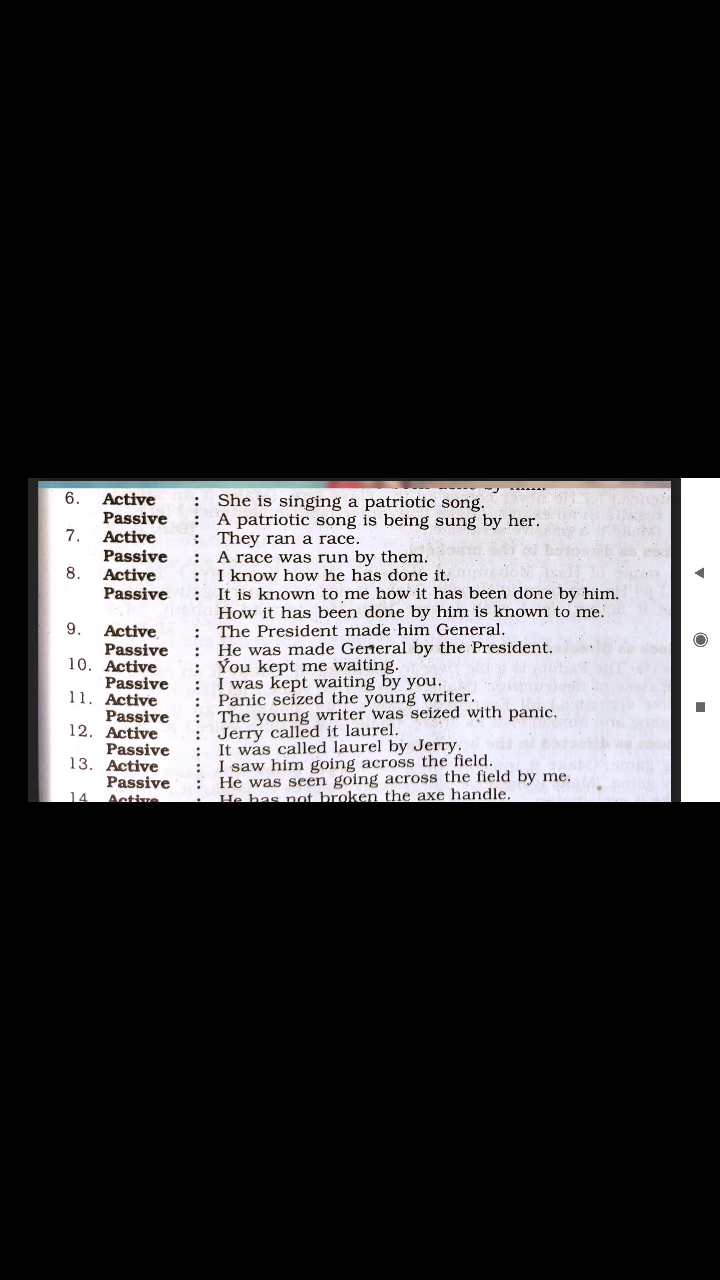 6. Active : She is singing a patriotic song.
Passive : A patriotic song is being sung by her.
7. Active : They ran a race.
Passive : A race was run by them.
8. Active : I know how he has done it.
Passive : It is known to me how it has been done by him.
How it has been done by him is known to me.
9. Active : The President made him General.
Passive : He was made General by the President.
10. Active : You kept me waiting.
Passive : I was kept waiting by you.
11. Active : Panic seized the young writer.
Passive : The young writer was seized with panic.
12. Active : Jerry called it laurel.
Passive : It was called laurel by Jerry.
13. Active : I saw him going across the field.
Passive : He was seen going across the field by me.
14 Active : He has not broken the axe handle.